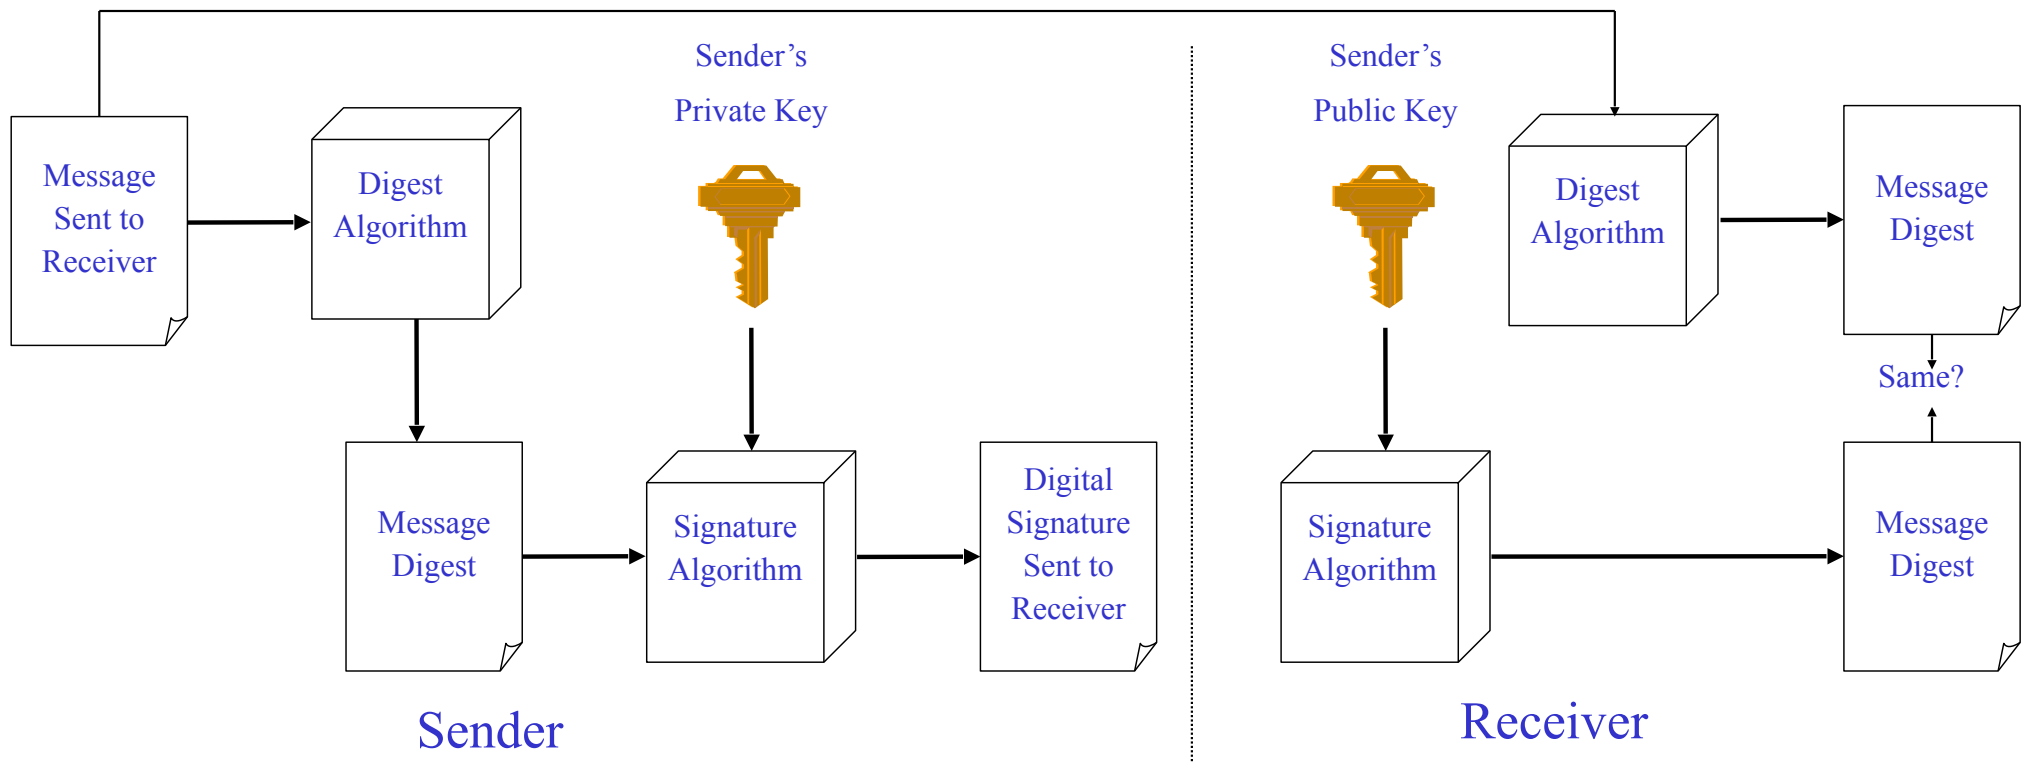 Sender’s
Private Key
Sender’s
Public Key
Message
Sent to
Receiver
Digest
Algorithm
Digest
Algorithm
Message
Digest
Same?
Message
Digest
Signature
Algorithm
Digital
Signature
Sent to
Receiver
Signature
Algorithm
Message
Digest
Sender
Receiver